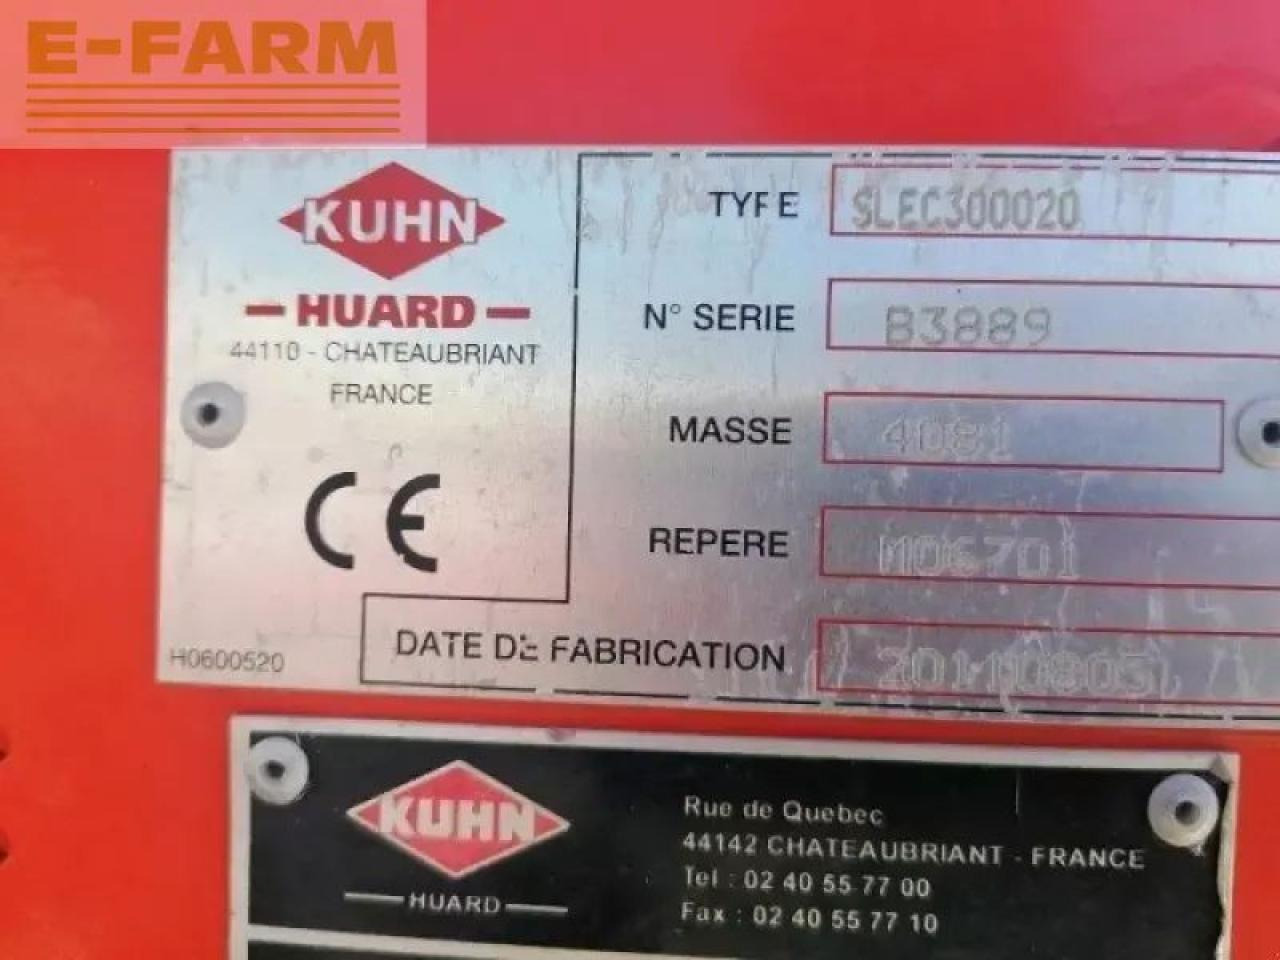 E-FARM
KUHN
HUARD
44110 - CHATEAUBRIANT
FRANCE
CE
H0600520
TYPE SLEC300020
N° SERIE B3889
MASSE 4081
REPERE
DATE DE FABRICATION
KUHN
HUARD
Rue de Quebec
44142 CHATEAUBRIANT - FRANCE
Tel : 02 40 55 77 00
Fax : 02 40 55 77 10